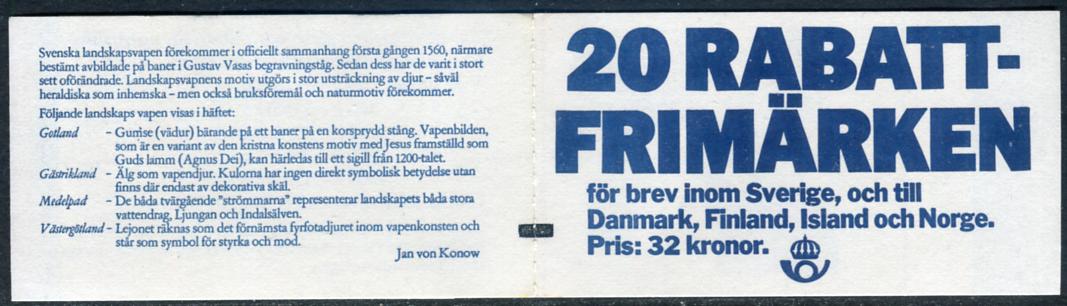 Svenska landskapsvapen förekommer i officiellt sammanhang första gången 1560, närmare
bestämt avbildade på baner i Gustav Vasas begravningståg. Sedan dess har de varit i stort
sett oförändrade. Landskapsvapnens motiv utgörs i stor utsträckning av djur – såväl
heraldiska som inhemska – men också bruksföremål och naturmotiv förekommer.
Följande landskaps vapen visas i häftet:
Gotland – Gumse (vädur) bärande på ett baner på en korsprydd stång. Vapenbilden,
som är en variant av den kristna konstens motiv med Jesus framställd som
Guds lamm (Agnus Dei), kan härledas till ett sigill från 1200-talet.
Gästrikland – Älg som vapendjur. Kulorna har ingen direkt symbolisk betydelse utan
finns där endast av dekorativa skäl.
Medelpad – De båda tvärgående "strömmarna" representerar landskapets båda stora
vattendrag, Ljungan och Indalsälven.
Västergötland – Lejonet räknas som det förnämsta fyrfotadjuret inom vapenkonsten och
står som symbol för styrka och mod.
Jan von Konow
20 RABATT-
FRIMÄRKEN
för brev inom Sverige, och till
Danmark, Finland, Island och Norge.
Pris: 32 kronor.